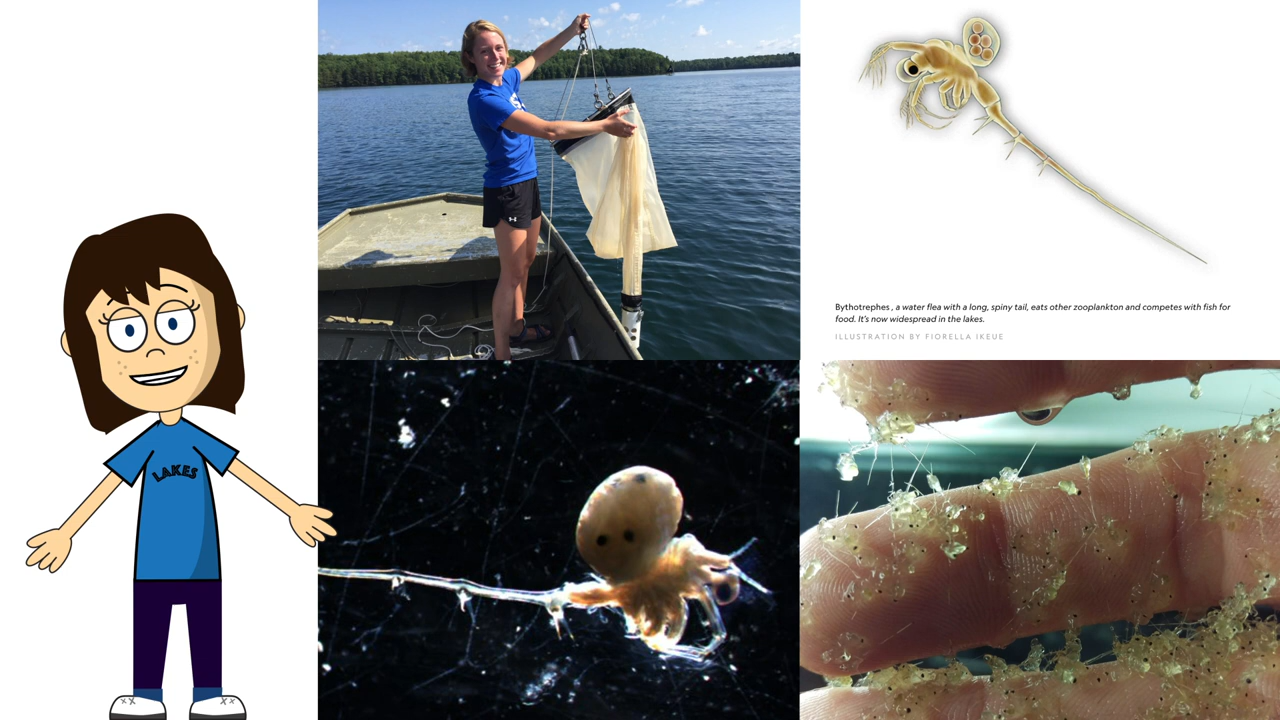 Bythotrephes , a water flea with a long, spiny tail, eats other zooplankton and competes with fish for
food. It's now widespread in the lakes.
ILLUSTRATION BY FIORELLA IKEUE
LAKES